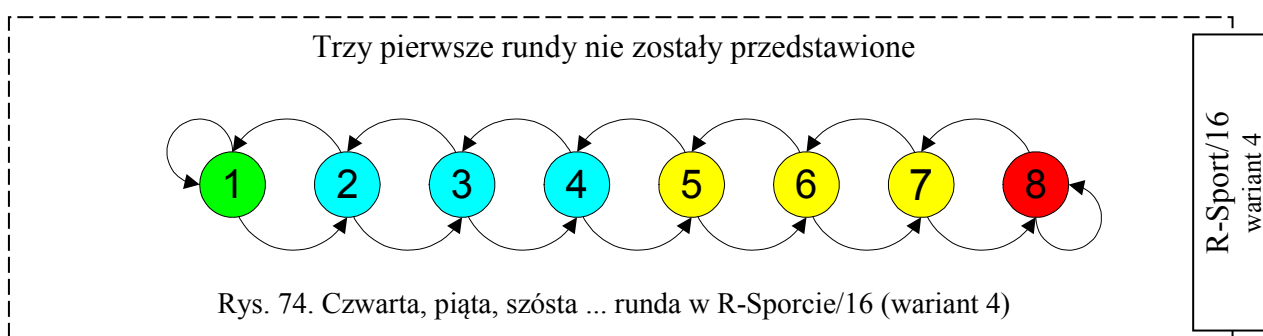 Trzy pierwsze rundy nie zostały przedstawione
1 2 3 4 5 6 7 8
Rys. 74. Czwarta, piąta, szósta ... runda w R-Sporcie/16 (wariant 4)
R-Sport/16
wariant 4